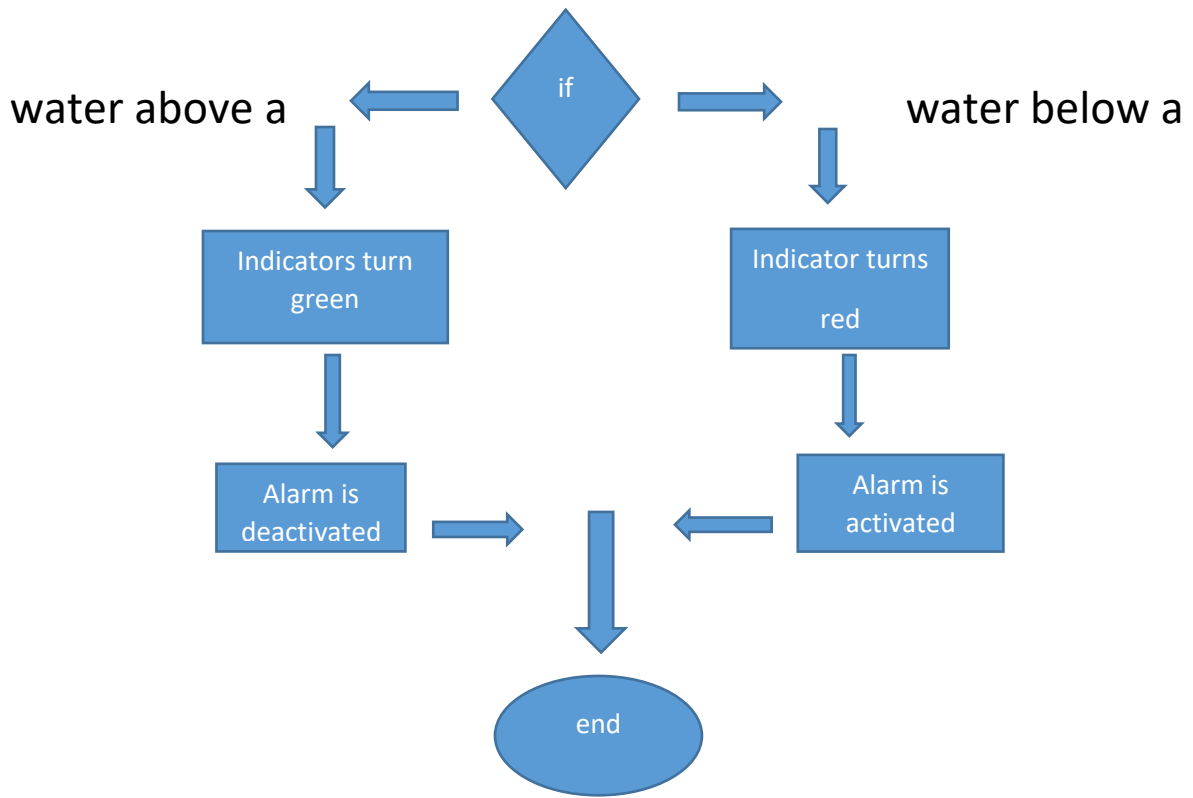 if
water above a
water below a
Indicators turn
green
Indicator turns
red
Alarm is
deactivated
Alarm is
activated
end